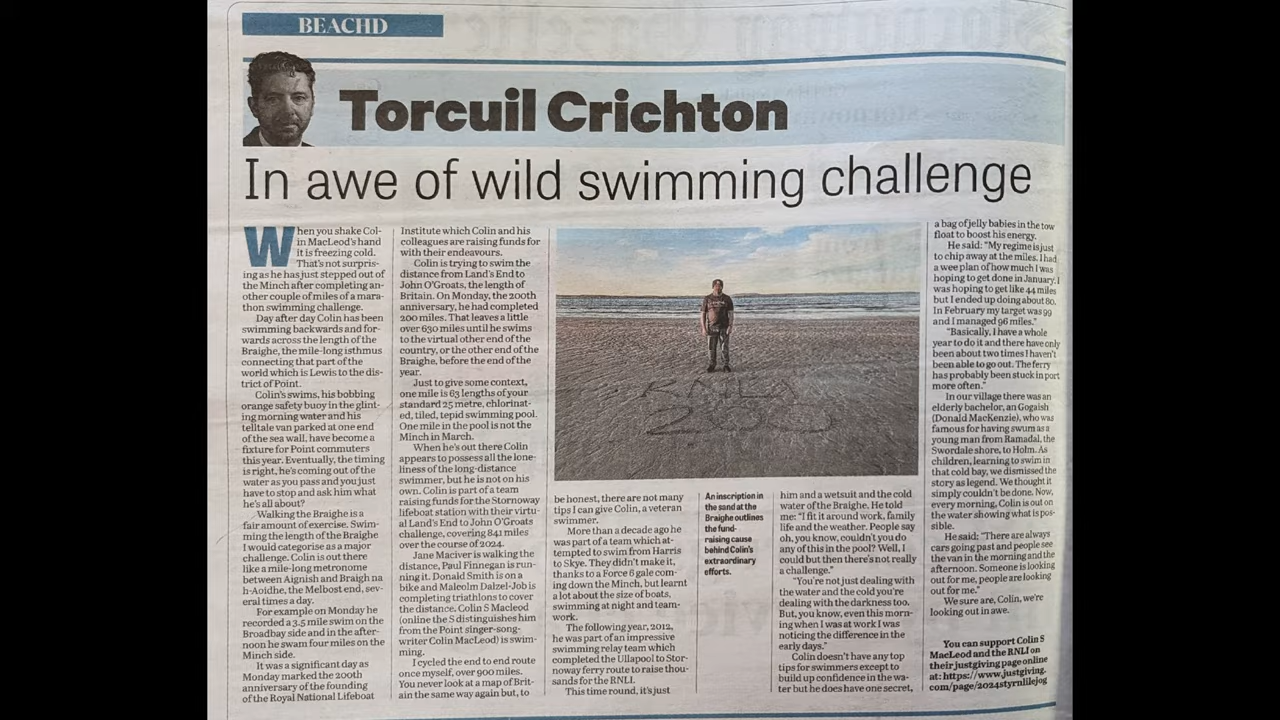 BEACHD
Torcuil Crichton
In awe of wild swimming challenge
When you shake Col-
in MacLeod's hand
it is freezing cold.
That's not surpris-
ing as he has just stepped out of
the Minch after completing an-
other couple of miles of a mara-
thon swimming challenge.
Day after day Colin has been
swimming backwards and for-
wards across the length of the
Braighe, the mile-long isthmus
connecting that part of the
world which is Lewis to the dis-
trict of Point.
Colin's swims, his bobbing
orange safety buoy in the glint-
ing morning water and his
telltale van parked at one end
of the sea wall, have become a
fixture for Point commuters
this year. Eventually, the timing
is right, he's coming out of the
water as you pass and you just
have to stop and ask him what
he's all about?
Walking the Braighe is a
fair amount of exercise. Swim-
ming the length of the Braighe
I would categorise as a major
challenge. Colin is out there
like a mile-long metronome
between Aignish and Braigh na
h-Aoidhe, the Melbost end, sev-
eral times a day.
For example on Monday he
recorded a 3.5 mile swim on the
Broadbay side and in the after-
noon he swam four miles on the
Minch side.
It was a significant day as
Monday marked the 200th
anniversary of the founding
of the Royal National Lifeboat
Institute which Colin and his
colleagues are raising funds for
with their endeavours.
Colin is trying to swim the
distance from Land's End to
John O'Groats, the length of
Britain. On Monday, the 200th
anniversary, he had completed
200 miles. That leaves a little
over 630 miles until he swims
to the virtual other end of the
country, or the other end of the
Braighe, before the end of the
year.
Just to give some context,
one mile is 63 lengths of your
standard 25 metre, chlorinat-
ed, tiled, tepid swimming pool.
One mile in the pool is not the
Minch in March.
When he's out there Colin
appears to possess all the lone-
liness of the long-distance
swimmer, but he is not on his
own. Colin is part of a team
raising funds for the Stornoway
lifeboat station with their virtu-
al Land's End to John O'Groats
challenge, covering 841 miles
over the course of 2024.
Jane Maciver is walking the
distance, Paul Finnegan is run-
ning it. Donald Smith is on a
bike and Malcolm Dalzel-Job is
completing triathlons to cover
the distance. Colin S Macleod
(online the S distinguishes him
from the Point singer-song-
writer Colin MacLeod) is swim-
ming.
I cycled the end to end route
once myself, over 900 miles.
You never look at a map of Brit-
ain the same way again but, to
RNLI
200
be honest, there are not many
tips I can give Colin, a veteran
swimmer.
More than a decade ago he
was part of a team which at-
tempted to swim from Harris
to Skye. They didn't make it,
thanks to a Force 6 gale com-
ing down the Minch, but learnt
a lot about the size of boats,
swimming at night and team-
work.
The following year, 2012,
he was part of an impressive
swimming relay team which
completed the Ullapool to Stor-
noway ferry route to raise thou-
sands for the RNLI.
This time round, it's just
An inscription in
the sand at the
Braighe outlines
the fund-
raising cause
behind Colin's
extraordinary
efforts.
him and a wetsuit and the cold
water of the Braighe. He told
me: "I fit it around work, family
life and the weather. People say
oh, you know, couldn't you do
any of this in the pool? Well, I
could but then there's not really
a challenge."
"You're not just dealing with
the water and the cold you're
dealing with the darkness too.
But, you know, even this morn-
ing when I was at work I was
noticing the difference in the
early days."
Colin doesn't have any top
tips for swimmers except to
build up confidence in the wa-
ter but he does have one secret,
a bag of jelly babies in the tow
float to boost his energy.
He said: "My regime is just
to chip away at the miles. I had
a wee plan of how much I was
hoping to get done in January. I
was hoping to get like 44 miles
but I ended up doing about 80.
In February my target was 99
and I managed 96 miles."
"Basically, I have a whole
year to do it and there have only
been about two times I haven't
been able to go out. The ferry
has probably been stuck in port
more often."
In our village there was an
elderly bachelor, an Gogaish
(Donald MacKenzie), who was
famous for having swum as a
young man from Ramadal, the
Swordale shore, to Holm. As
children, learning to swim in
that cold bay, we dismissed the
story as legend. We thought it
simply couldn't be done. Now,
every morning, Colin is out on
the water showing what is pos-
sible.
He said: "There are always
cars going past and people see
the van in the morning and the
afternoon. Someone is looking
out for me, people are looking
out for me."
We sure are, Colin, we're
looking out in awe.
You can support Colin S
MacLeod and the RNLI on
their justgiving page online
at: https://www.justgiving.
com/page/2024styrnlilejog